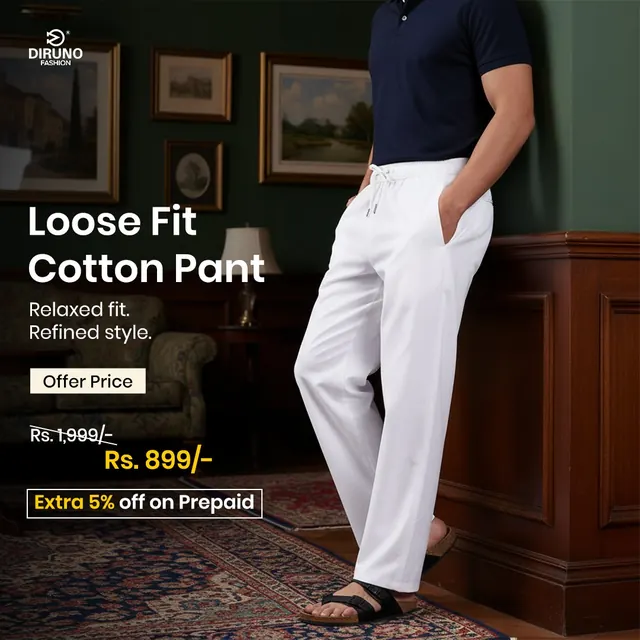 DIRUNO
FASHION
Loose Fit
Cotton Pant
Relaxed fit.
Refined style.
Offer Price
Rs. 1,999/-
Rs. 899/-
Extra 5% off on Prepaid